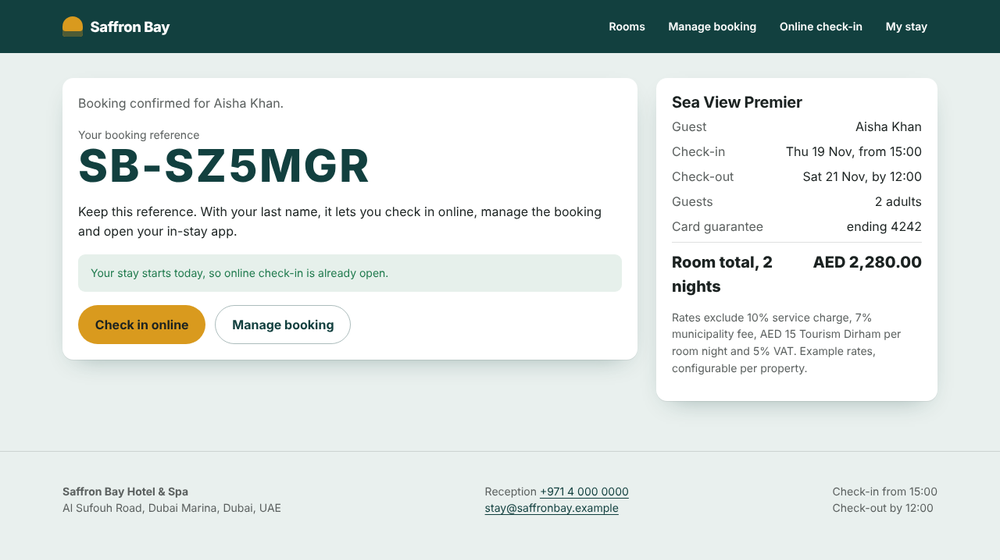 Saffron Bay
Rooms
Manage booking
Online check-in
My stay
Booking confirmed for Aisha Khan.
Your booking reference
SB-SZ5MGR
Keep this reference. With your last name, it lets you check in online, manage the booking
and open your in-stay app.
Your stay starts today, so online check-in is already open.
Check in online
Manage booking
Sea View Premier
Guest Aisha Khan
Check-in Thu 19 Nov, from 15:00
Check-out Sat 21 Nov, by 12:00
Guests 2 adults
Card guarantee ending 4242
Room total, 2 AED 2,280.00
nights
Rates exclude 10% service charge, 7%
municipality fee, AED 15 Tourism Dirham per
room night and 5% VAT. Example rates,
configurable per property.
Saffron Bay Hotel & Spa
Al Sufouh Road, Dubai Marina, Dubai, UAE
Reception +971 4 000 0000
stay@saffronbay.example
Check-in from 15:00
Check-out by 12:00